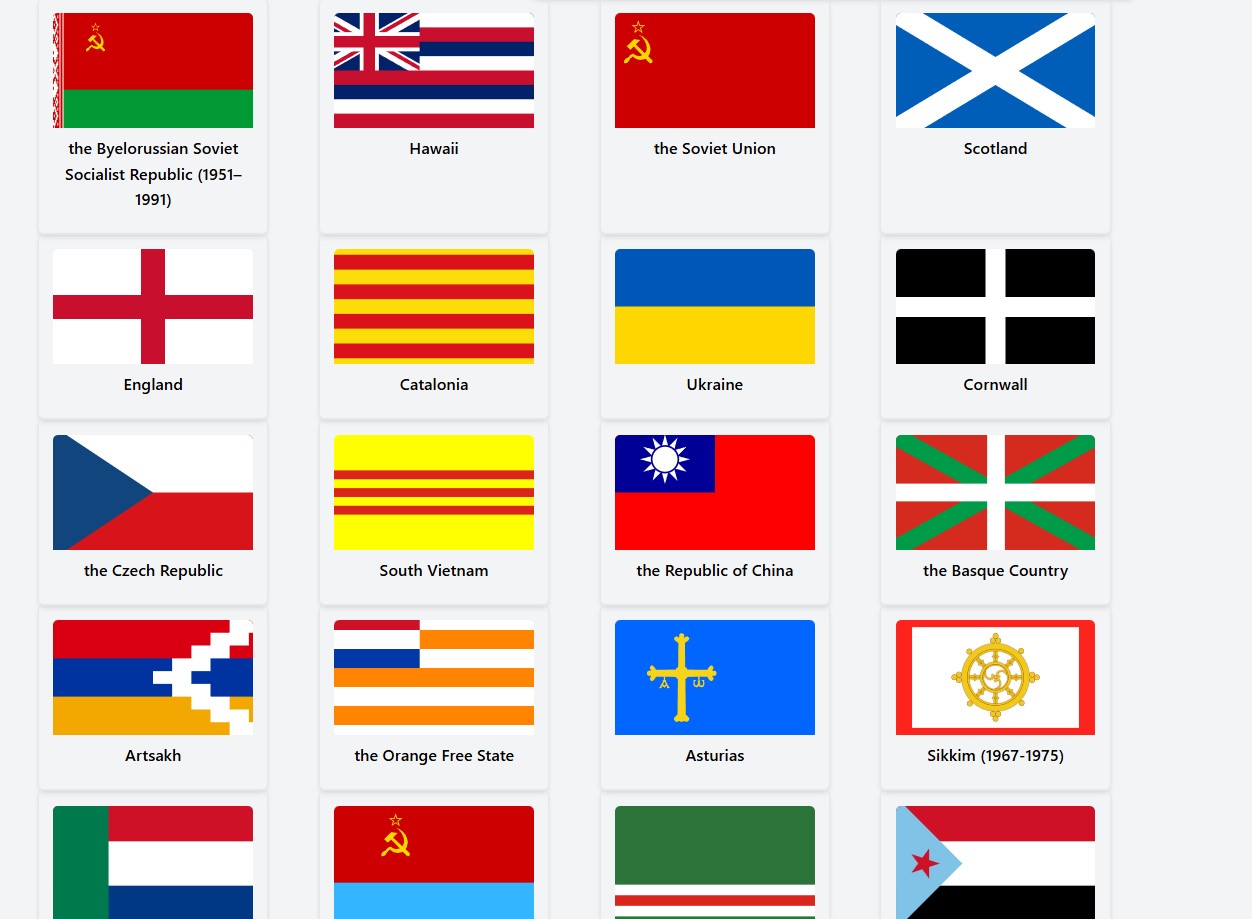 the Byelorussian Soviet
Socialist Republic (1951–
1991)
Hawaii
the Soviet Union
Scotland
England
Catalonia
Ukraine
Cornwall
the Czech Republic
South Vietnam
the Republic of China
the Basque Country
Artsakh
the Orange Free State
Asturias
Sikkim (1967-1975)